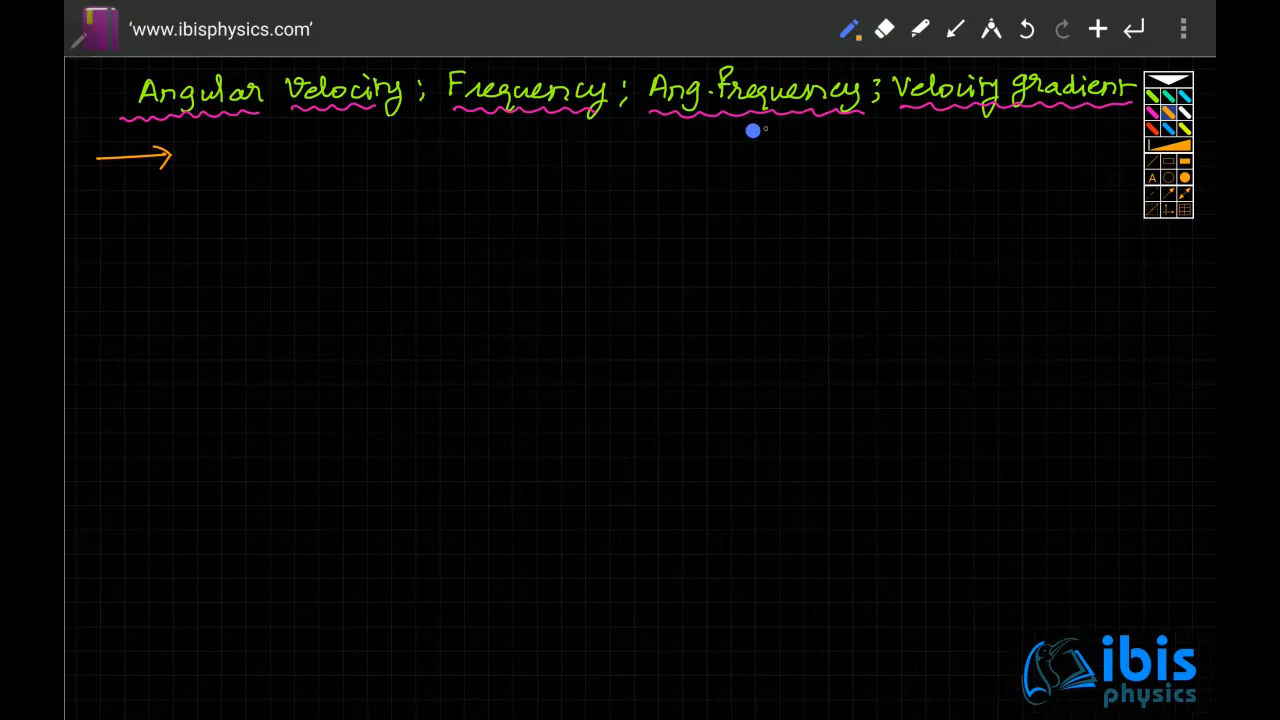 ‘www.ibisphysics.com’
Angular Velocity ; Frequency ; Ang. Frequency ; Velocity gradient
A
ibis
physics